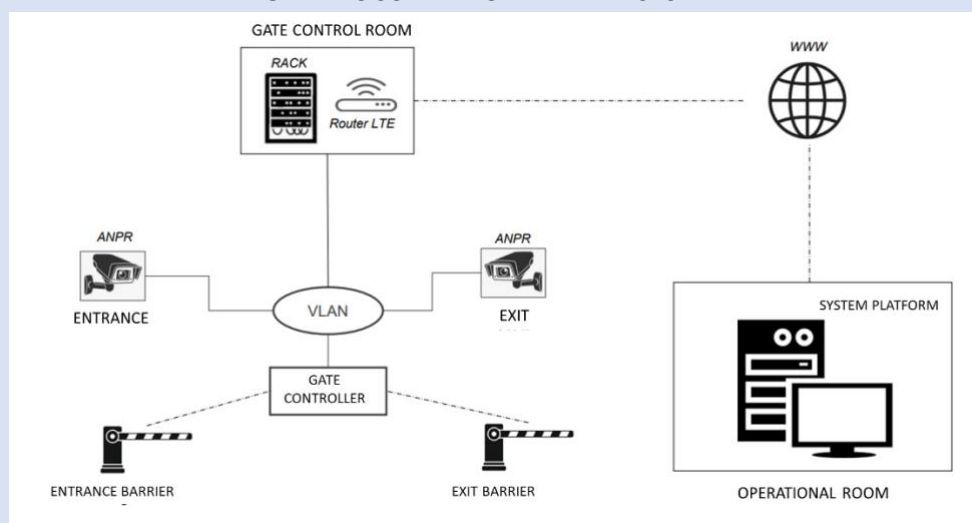 GATE CONTROL ROOM
WWW
RACK
Router LTE
ANPR
ANPR
ENTRANCE
VLAN
EXIT
SYSTEM PLATFORM
GATE
CONTROLLER
ENTRANCE BARRIER
EXIT BARRIER
OPERATIONAL ROOM